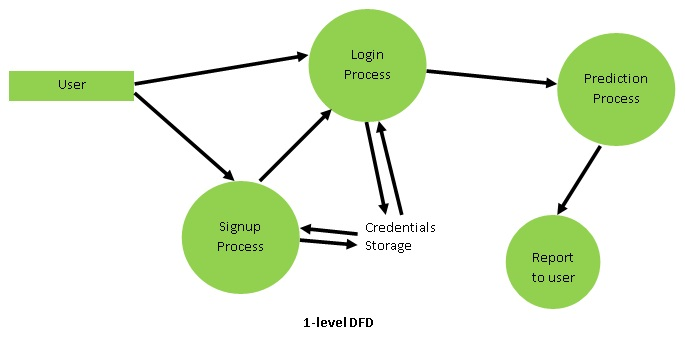 User
Login
Process
Prediction
Process
Signup
Process
Credentials
Storage
Report
to user
1-level DFD